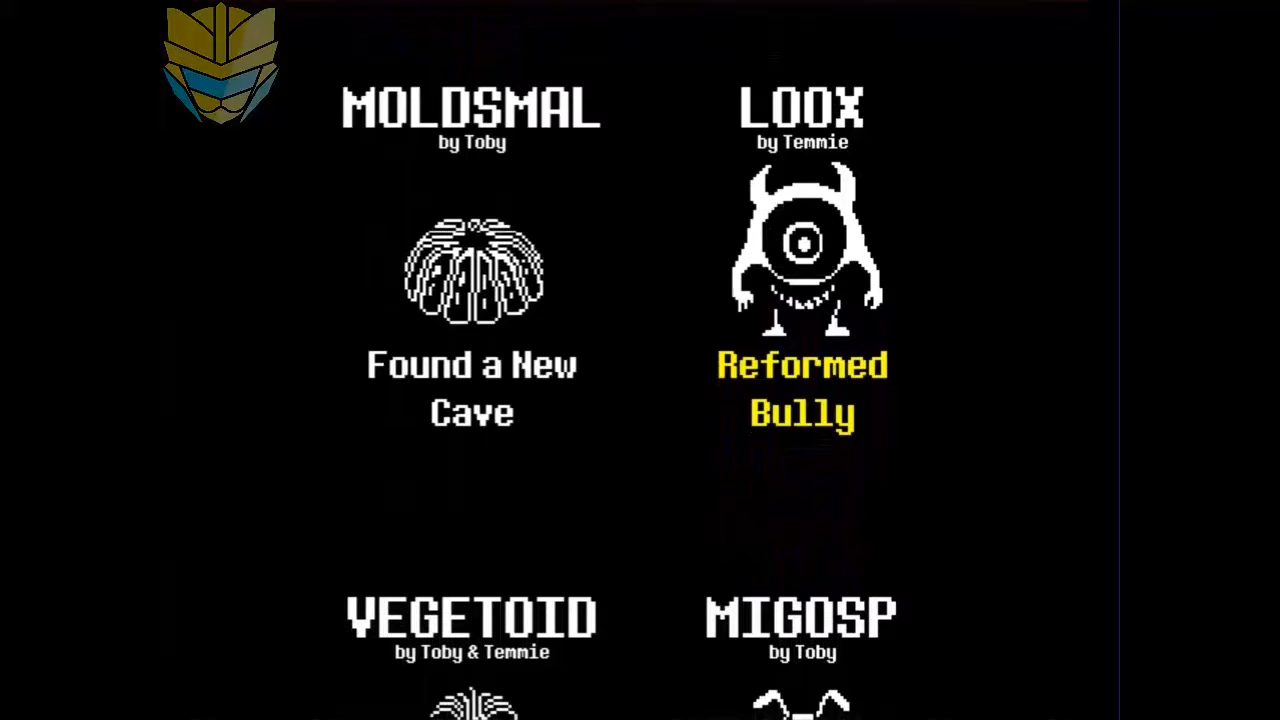 MOLDSMAL
by Toby
LOOX
by Temmie
Found a New
Cave
Reformed
Bully
VEGETOID
by Toby & Temmie
MIGOSP
by Toby